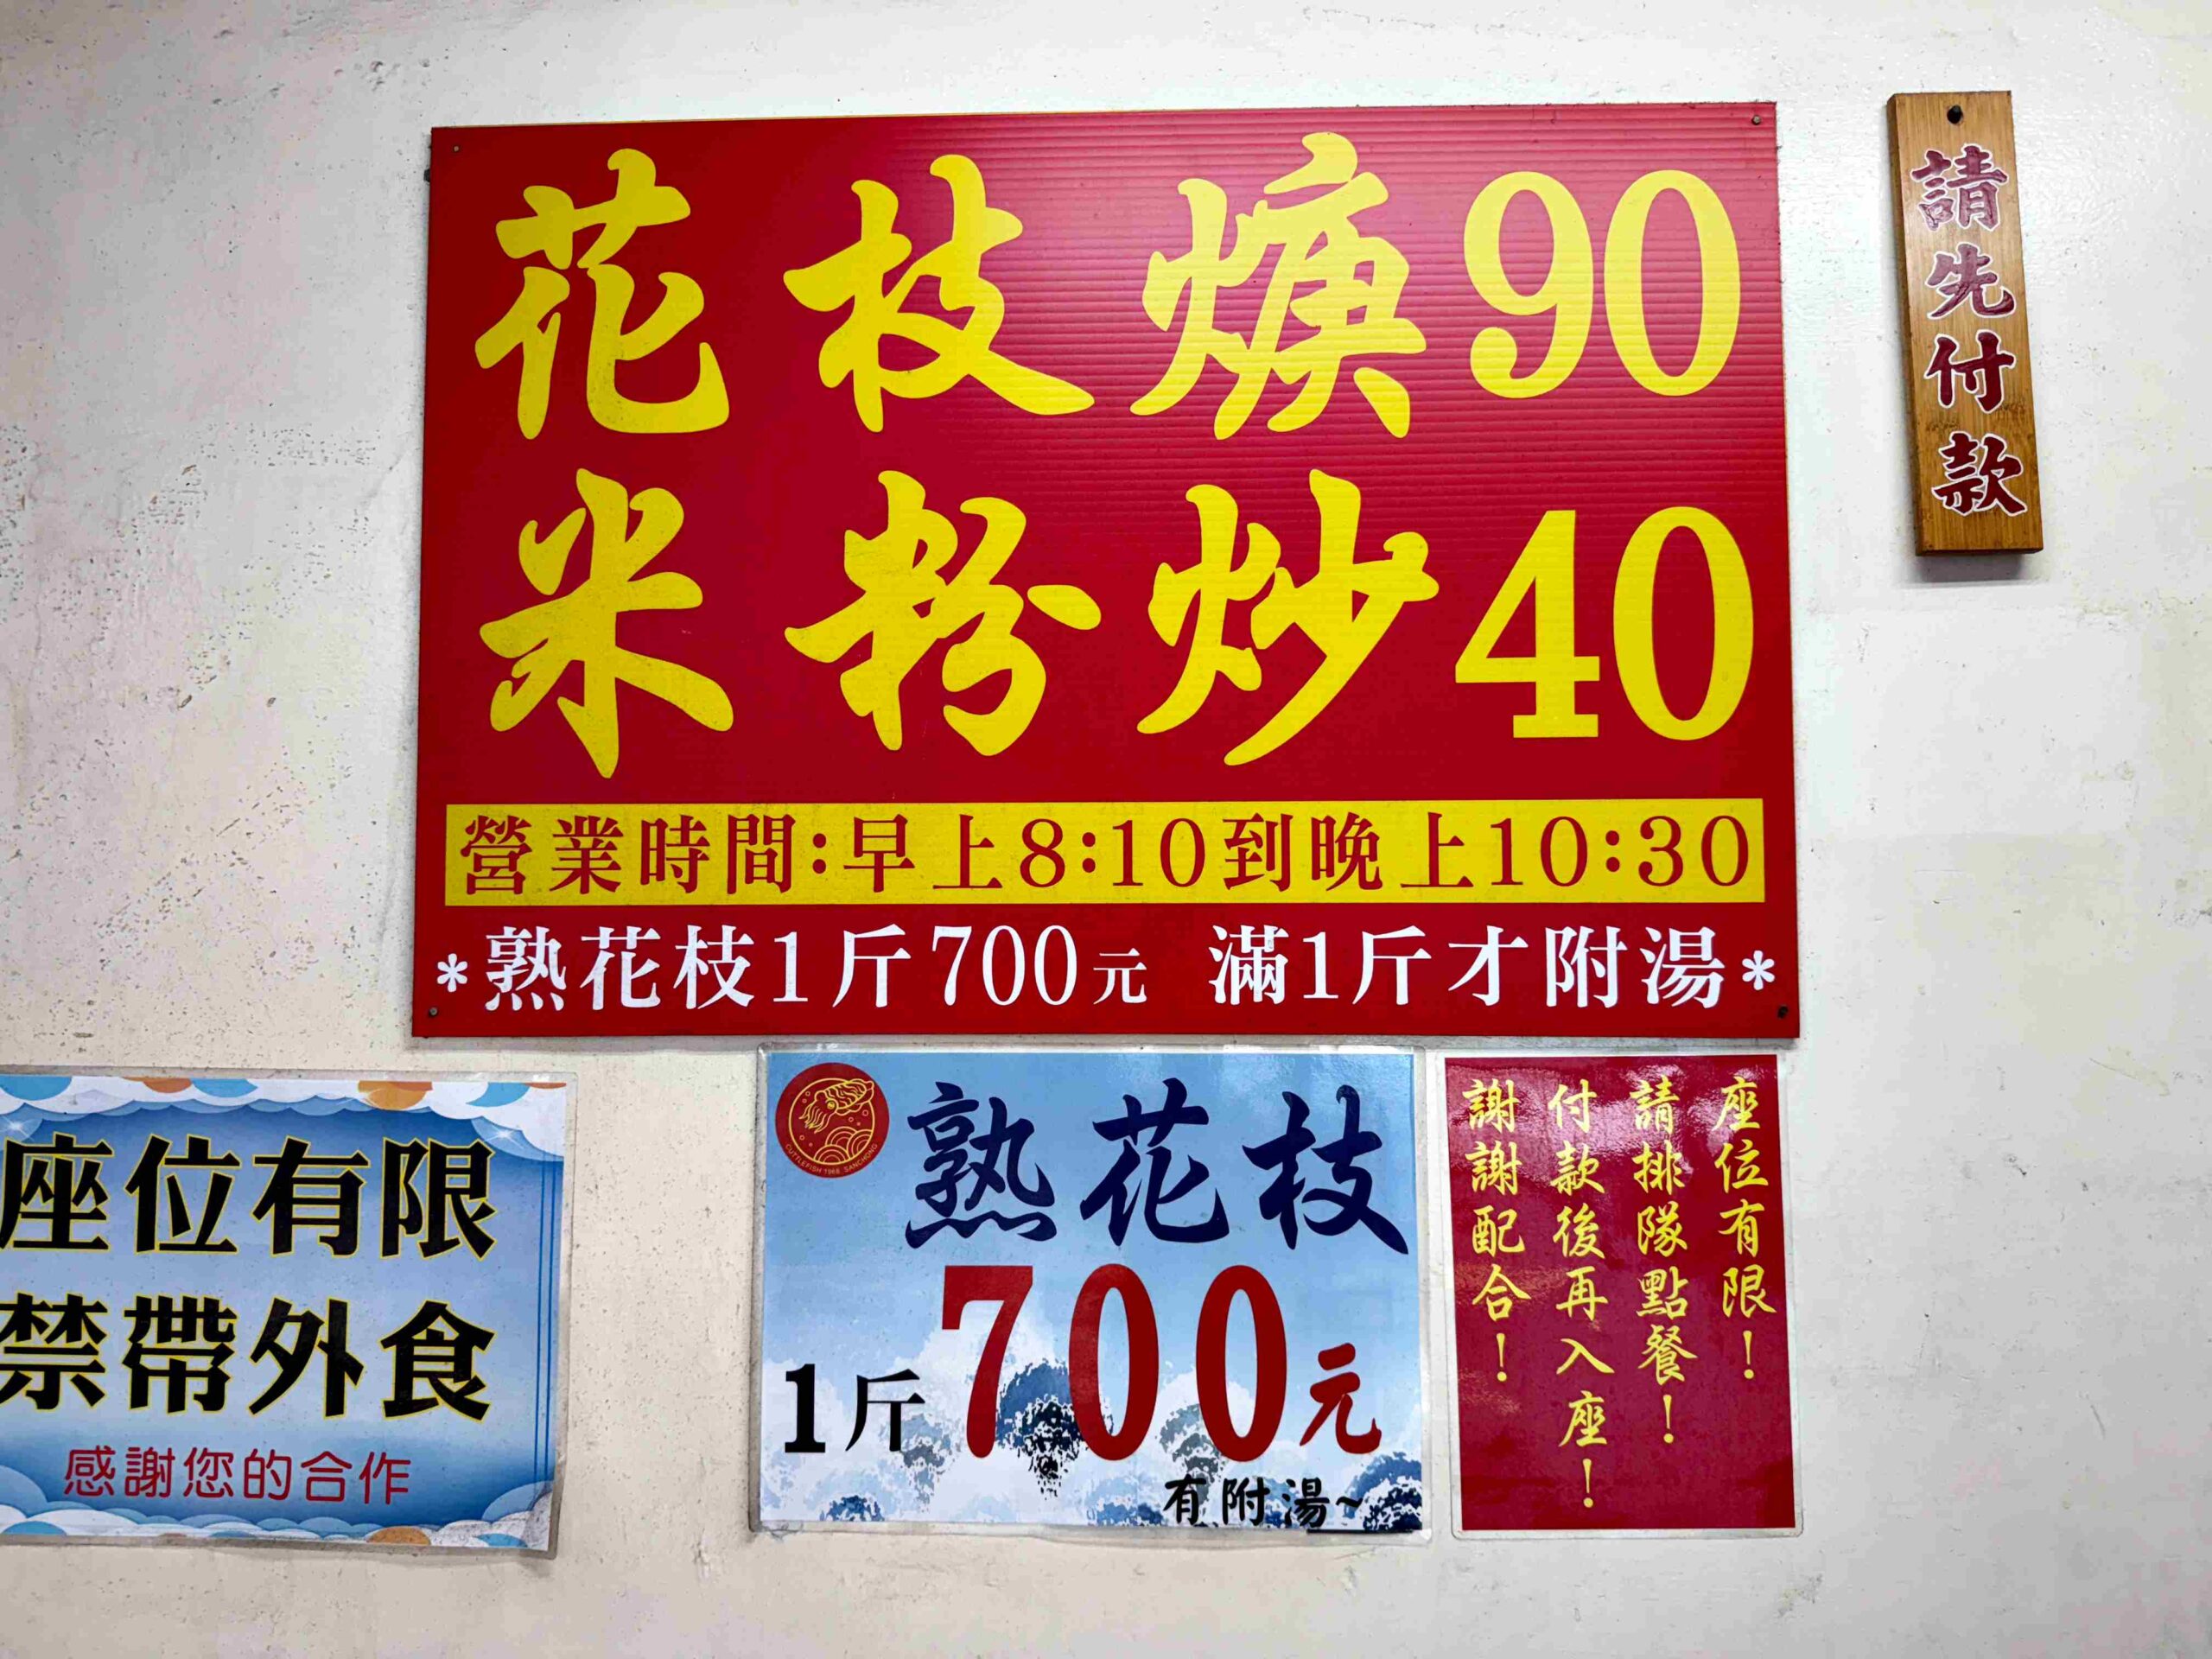 花枝焿90
米粉炒40
營業時間:早上8:10到晚上10:30
*熟花枝1斤700元 滿1斤才附湯*
請先付款
座位有限
禁帶外食
感謝您的合作
CUTTLEFISH 1966 SANCHONG
熟花枝
1斤700元
有附湯~
座位有限!
請排隊點餐!
付款後再入座!
謝謝配合!